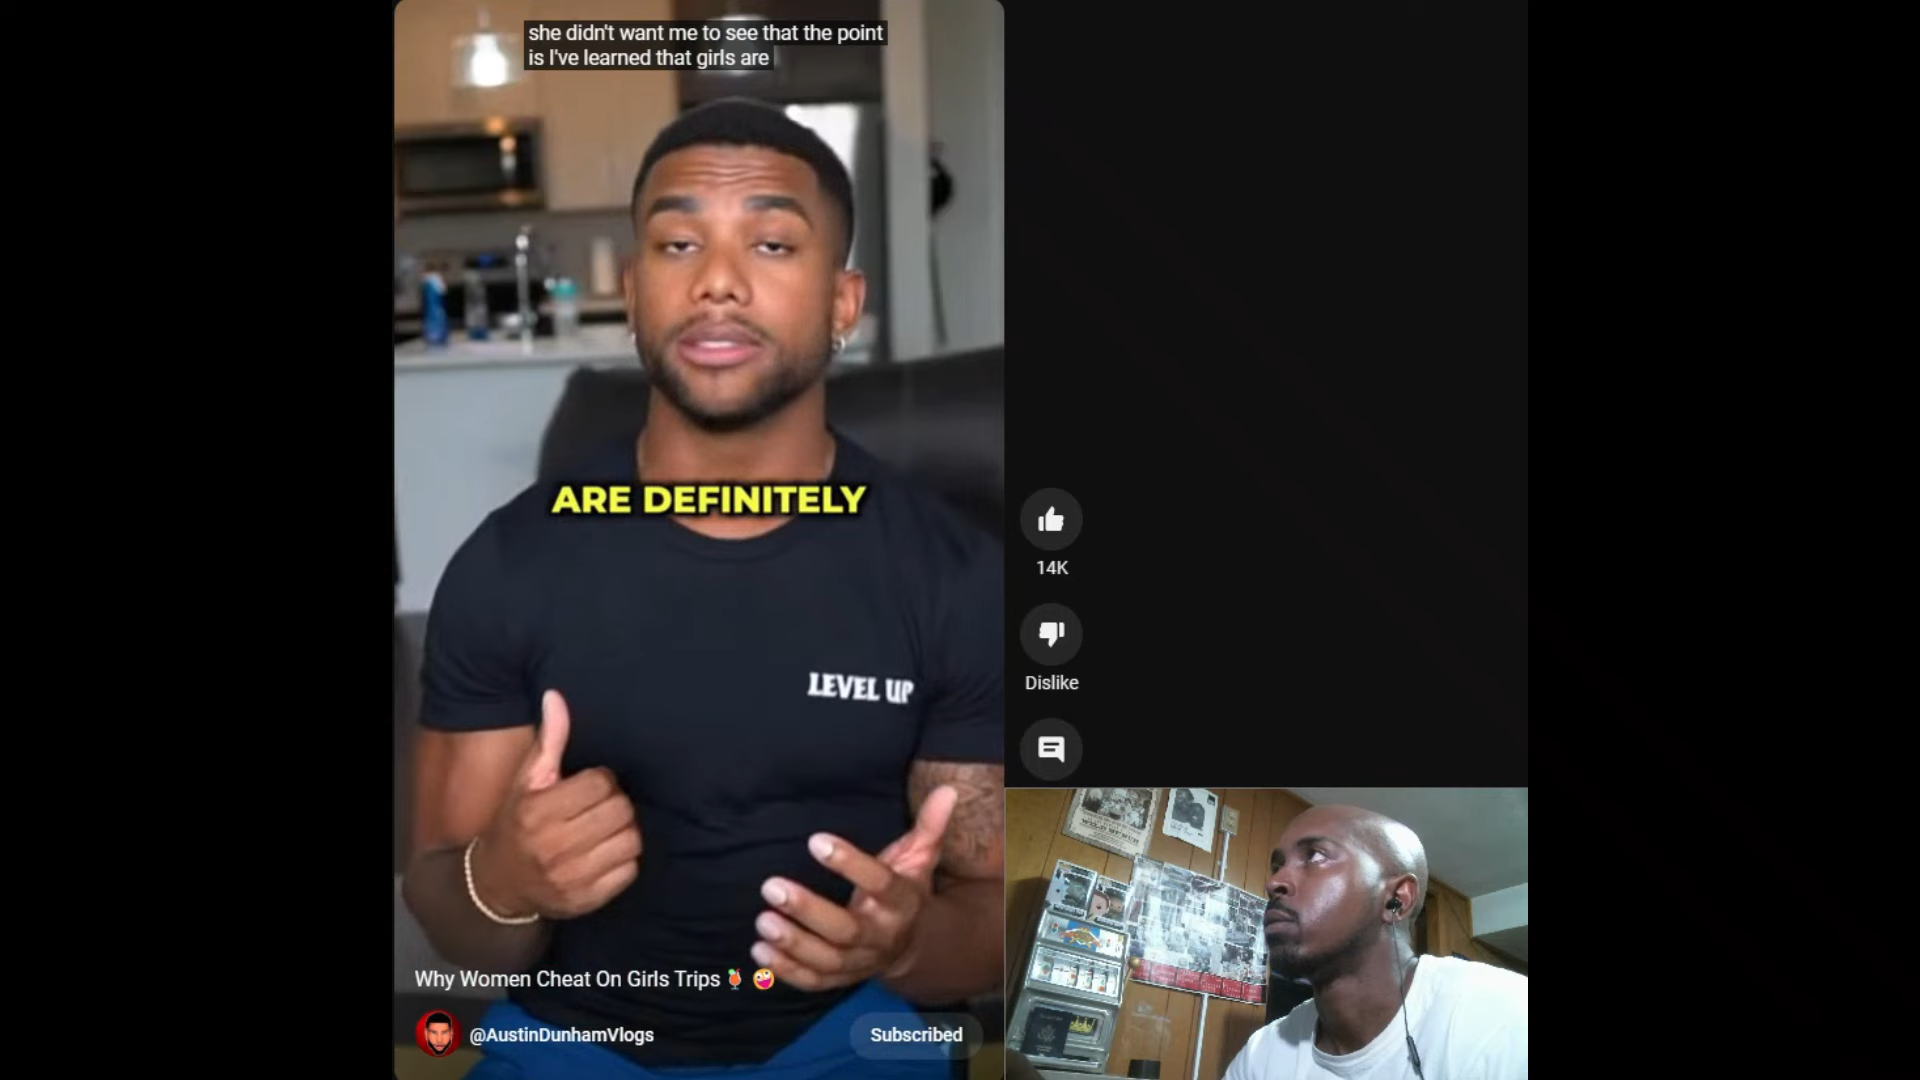 she didn't want me to see that the point
is I've learned that girls are
ARE DEFINITELY
LEVEL UP
Why Women Cheat On Girls Trips
@AustinDunhamVlogs
Subscribed
14K
Dislike